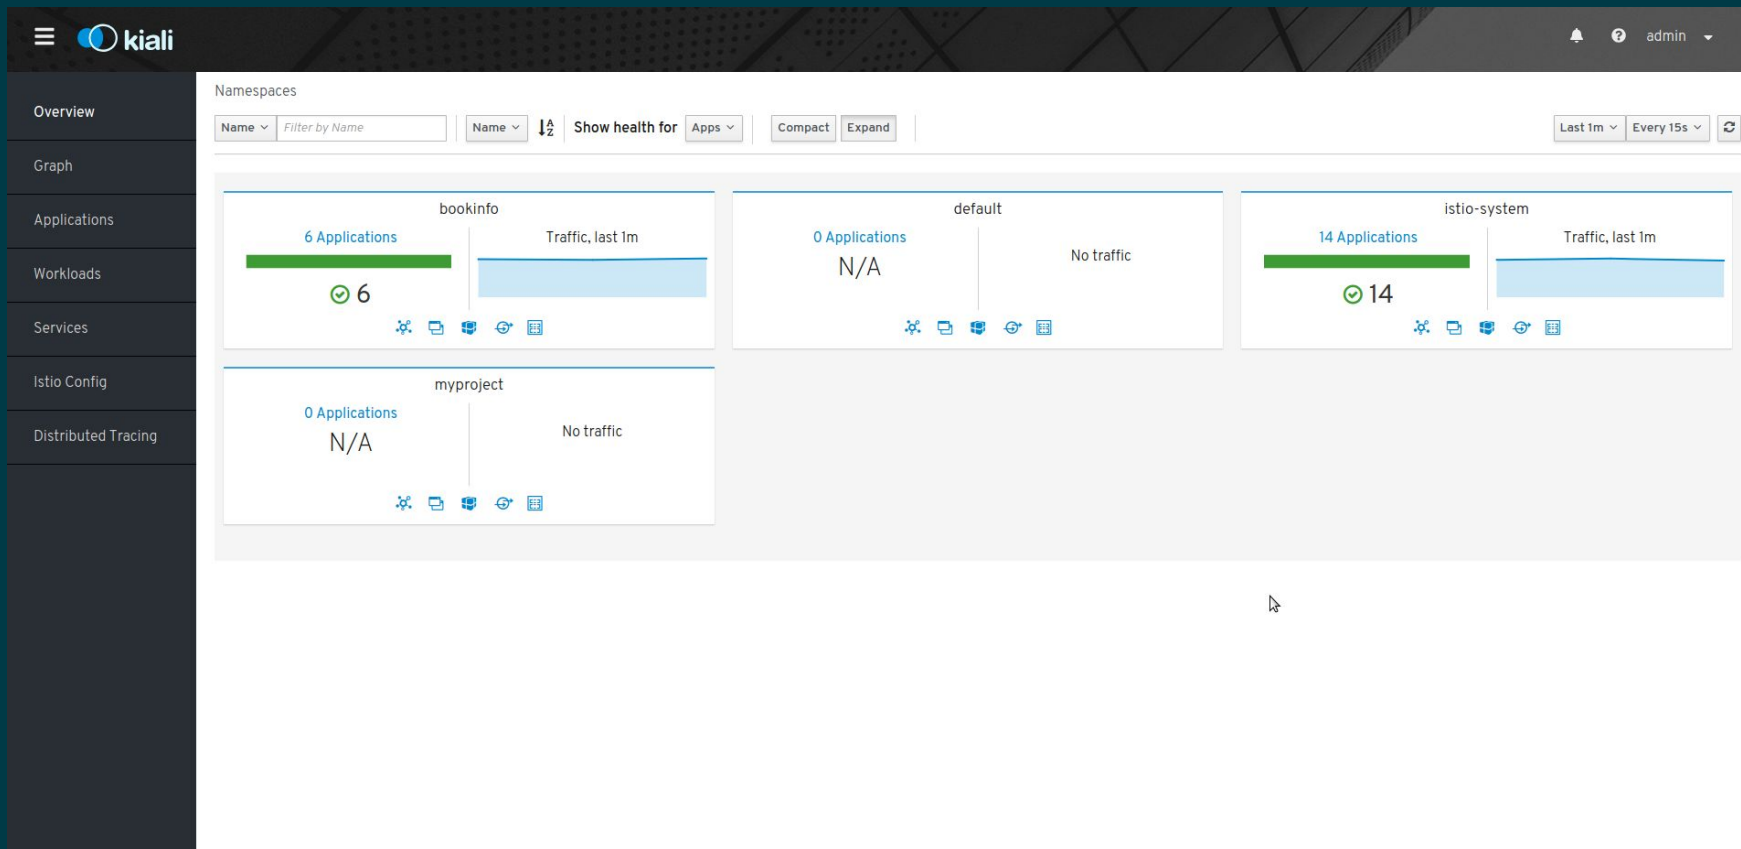 kiali
admin
Overview
Graph
Applications
Workloads
Services
Istio Config
Distributed Tracing
Namespaces
Name Filter by Name Name Show health for Apps Compact Expand Last 1m Every 15s
bookinfo
6 Applications
6
Traffic, last 1m
default
0 Applications
N/A
No traffic
istio-system
14 Applications
14
Traffic, last 1m
myproject
0 Applications
N/A
No traffic